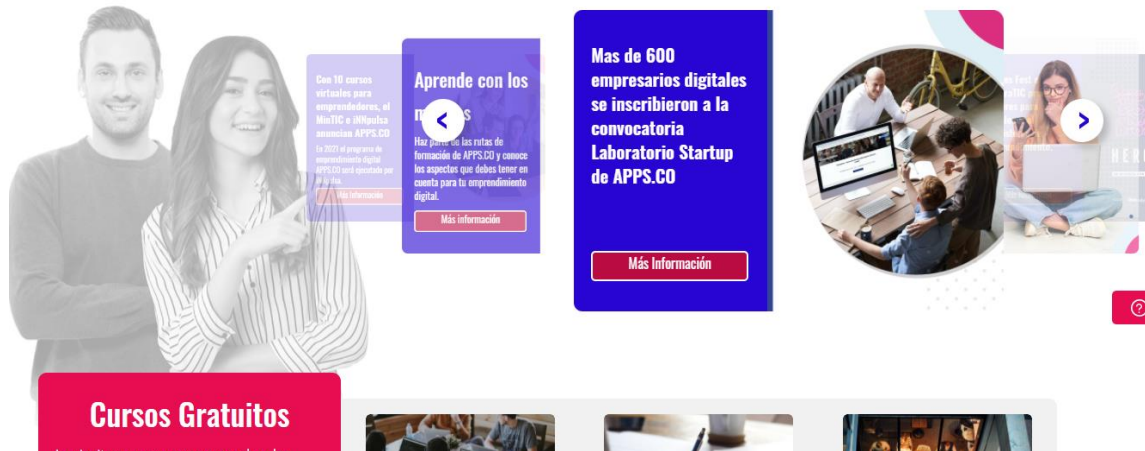 Con 10 cursos
virtuales para
emprendedores, el
MinTIC e iNNpulsa
anuncian APPS.CO
En 2021 el programa de
emprendimiento digital
APPS.CO será ejecutado por
Más Información
Aprende con los
Haz parte de las rutas de
formación de APPS.CO y conoce
los aspectos que debes tener en
cuenta para tu emprendimiento
digital.
Más información
Mas de 600
empresarios digitales
se inscribieron a la
convocatoria
Laboratorio Startup
de APPS.CO
Más Información
Cursos Gratuitos